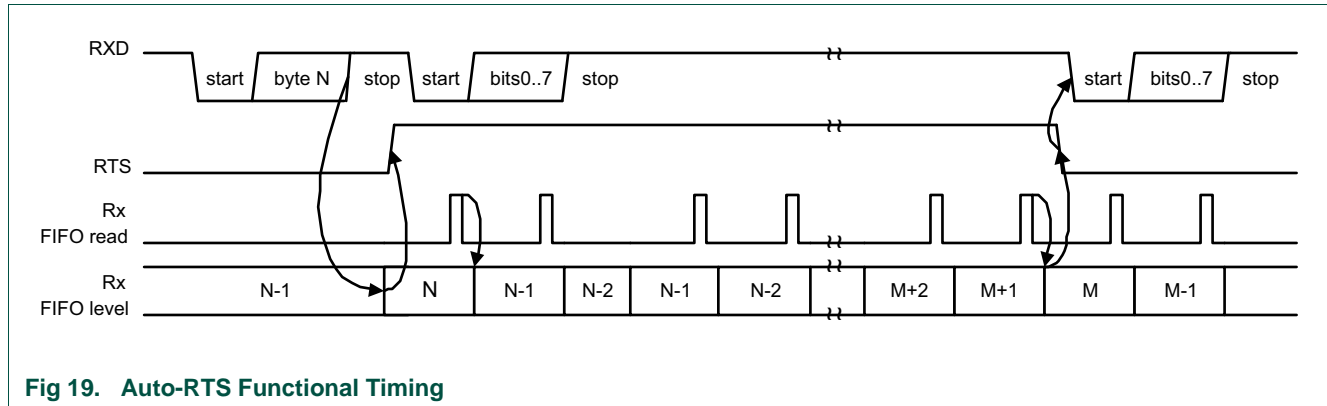 RXD
start byte N stop start bits0..7 stop start bits0..7 stop
RTS
Rx
FIFO read
Rx
FIFO level
N-1 N N-1 N-2 N-1 N-2 M+2 M+1 M M-1
Fig 19. Auto-RTS Functional Timing